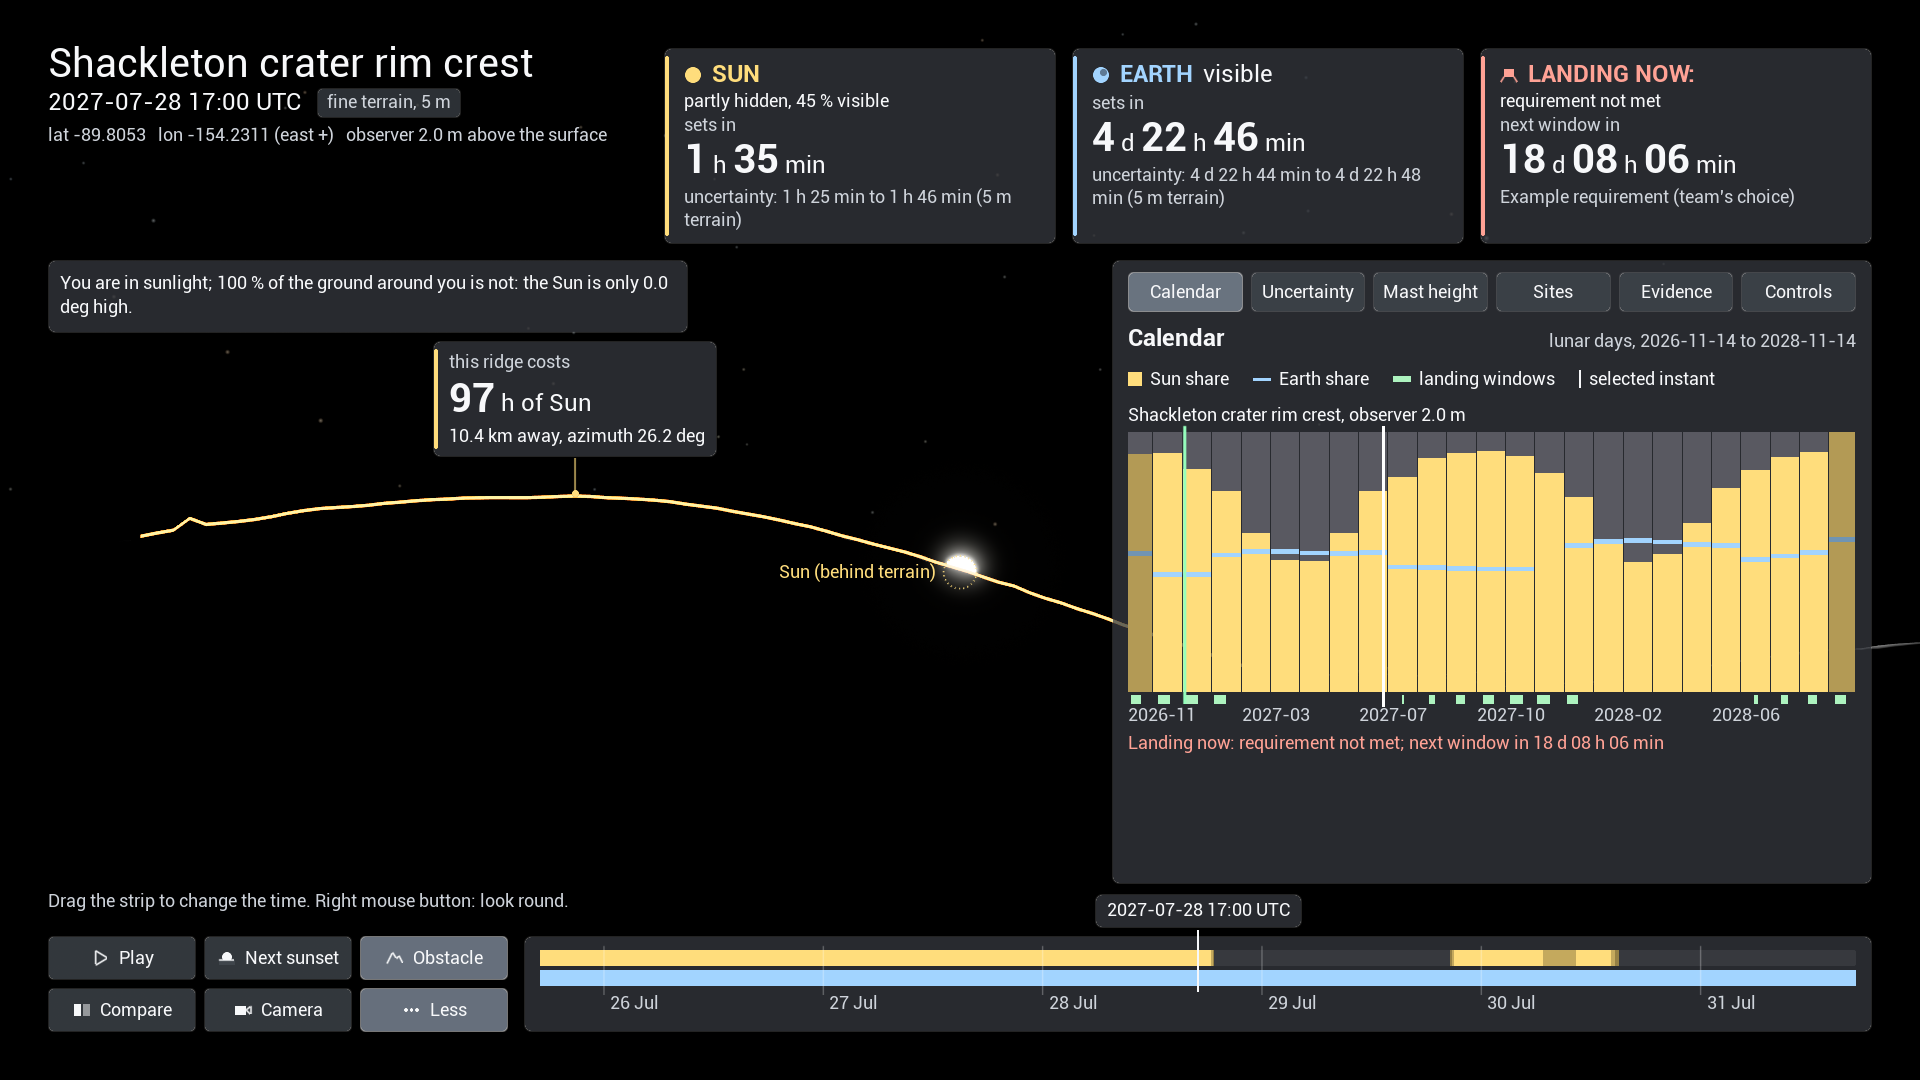 Shackleton crater rim crest
2027-07-28 17:00 UTC fine terrain, 5 m
lat -89.8053 lon -154.2311 (east +) observer 2.0 m above the surface
SUN
partly hidden, 45 % visible
sets in
1 h 35 min
uncertainty: 1 h 25 min to 1 h 46 min (5 m
terrain)
EARTH visible
sets in
4 d 22 h 46 min
uncertainty: 4 d 22 h 44 min to 4 d 22 h 48
min (5 m terrain)
LANDING NOW:
requirement not met
next window in
18 d 08 h 06 min
Example requirement (team's choice)
You are in sunlight; 100 % of the ground around you is not: the Sun is only 0.0
deg high.
this ridge costs
97 h of Sun
10.4 km away, azimuth 26.2 deg
Sun (behind terrain)
Calendar Uncertainty Mast height Sites Evidence Controls
Calendar lunar days, 2026-11-14 to 2028-11-14
Sun share Earth share landing windows selected instant
Shackleton crater rim crest, observer 2.0 m
2026-11 2027-03 2027-07 2027-10 2028-02 2028-06
Landing now: requirement not met; next window in 18 d 08 h 06 min
Drag the strip to change the time. Right mouse button: look round.
Play Next sunset Obstacle
Compare Camera Less
2027-07-28 17:00 UTC
26 Jul 27 Jul 28 Jul 29 Jul 30 Jul 31 Jul